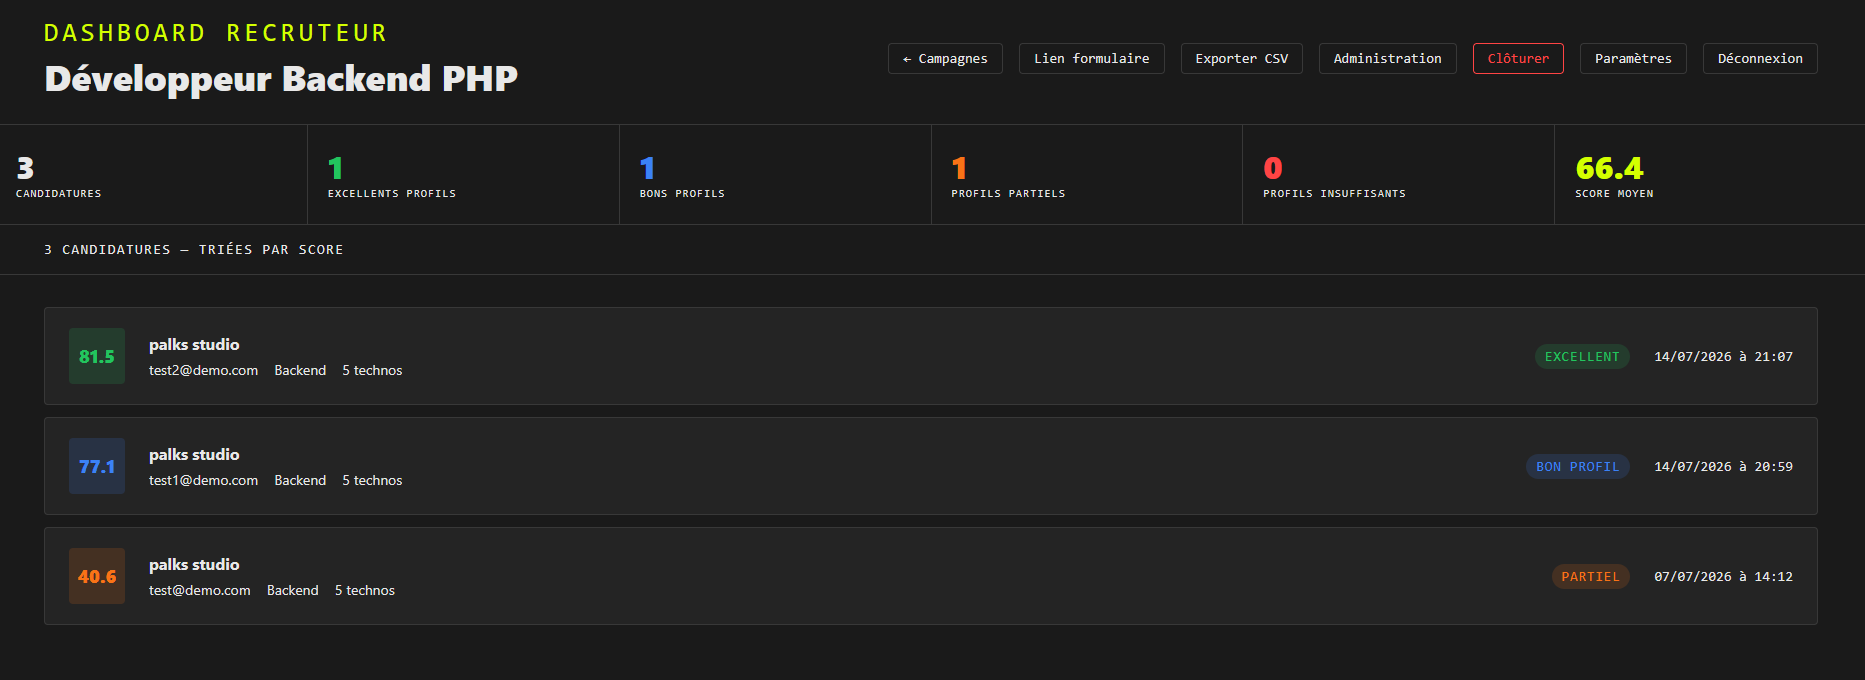 DASHBOARD RECRUTEUR
Développeur Backend PHP
← Campagnes Lien formulaire Exporter CSV Administration Clôturer Paramètres Déconnexion
3
CANDIDATURES
1
EXCELLENTS PROFILS
1
BONS PROFILS
1
PROFILS PARTIELS
0
PROFILS INSUFFISANTS
66.4
SCORE MOYEN
3 CANDIDATURES — TRIÉES PAR SCORE
81.5
palks studio
test2@demo.com Backend 5 technos
EXCELLENT 14/07/2026 à 21:07
77.1
palks studio
test1@demo.com Backend 5 technos
BON PROFIL 14/07/2026 à 20:59
40.6
palks studio
test@demo.com Backend 5 technos
PARTIEL 07/07/2026 à 14:12